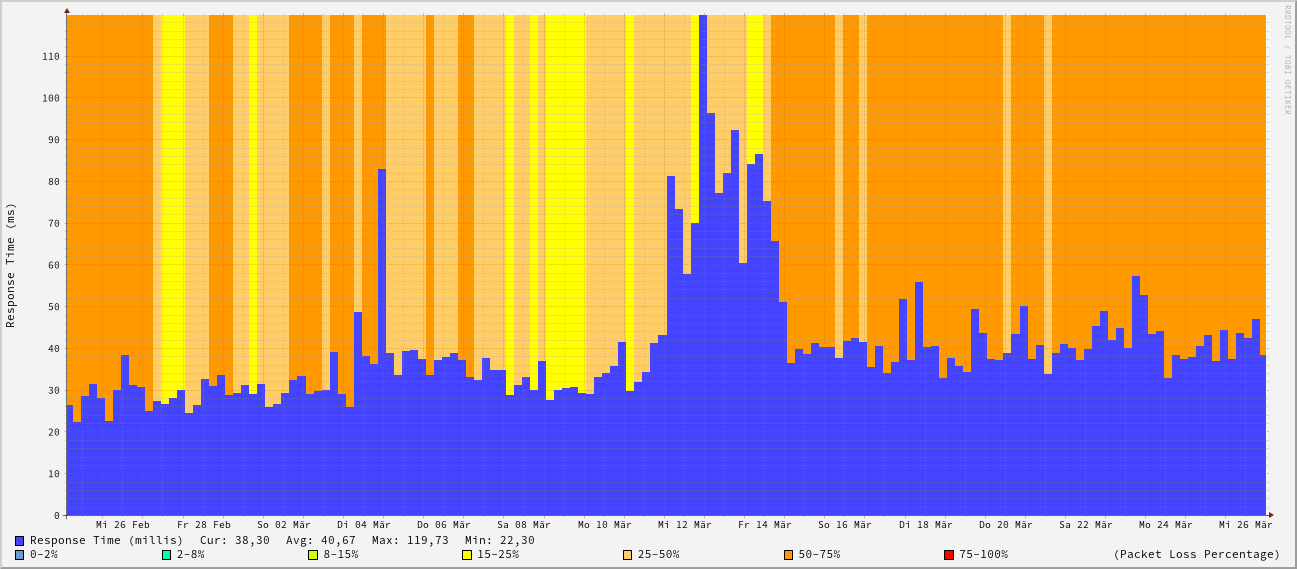 RRDTOOL / TOBI OETIKER
Response Time (ms)
110
100
90
80
70
60
50
40
30
20
10
0
Mi 26 Feb Fr 28 Feb So 02 Mär Di 04 Mär Do 06 Mär Sa 08 Mär Mo 10 Mär Mi 12 Mär Fr 14 Mär So 16 Mär Di 18 Mär Do 20 Mär Sa 22 Mär Mo 24 Mär Mi 26 Mär
Response Time (millis) Cur: 38,30 Avg: 40,67 Max: 119,73 Min: 22,30
0-2% 2-8% 8-15% 15-25% 25-50% 50-75% 75-100% (Packet Loss Percentage)